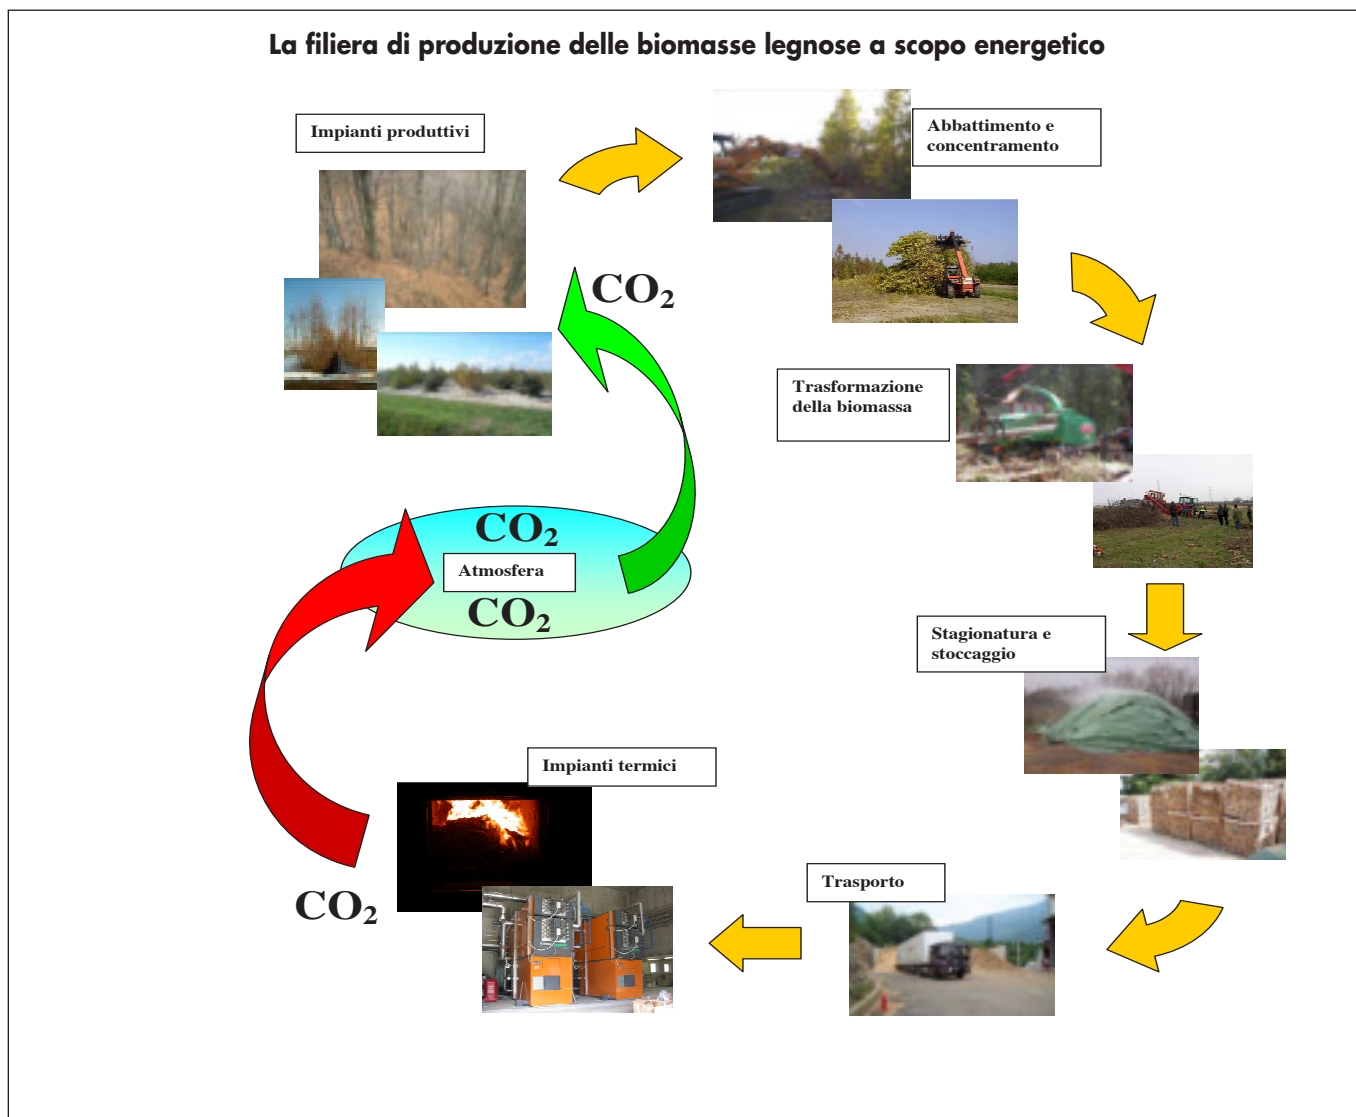 La filiera di produzione delle biomasse legnose a scopo energetico
Impianti produttivi
Abbattimento e
concentramento
CO₂
Trasformazione
della biomassa
CO₂
Atmosfera
CO₂
Stagionatura e
stoccaggio
Impianti termici
Trasporto
CO₂